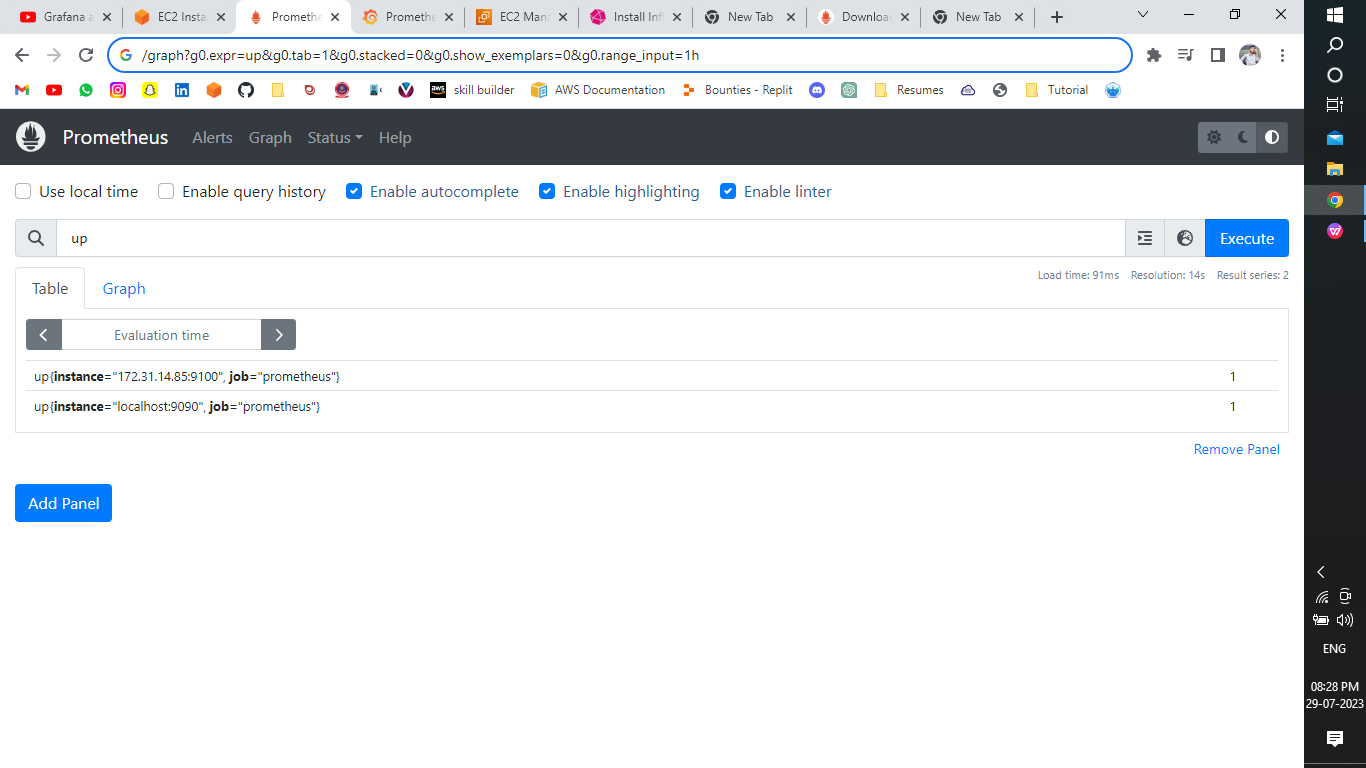 Grafana a
EC2 Insta
Promethe
Promethe
EC2 Mana
Install Infl
New Tab
Downloa
New Tab
/graph?g0.expr=up&g0.tab=1&g0.stacked=0&g0.show_exemplars=0&g0.range_input=1h
aws skill builder
AWS Documentation
Bounties - Replit
Resumes
Tutorial
Prometheus Alerts Graph Status Help
Use local time Enable query history Enable autocomplete Enable highlighting Enable linter
up
Execute
Table Graph
Load time: 91ms Resolution: 14s Result series: 2
Evaluation time
up{instance="172.31.14.85:9100", job="prometheus"} 1
up{instance="localhost:9090", job="prometheus"} 1
Remove Panel
Add Panel
ENG
08:28 PM
29-07-2023